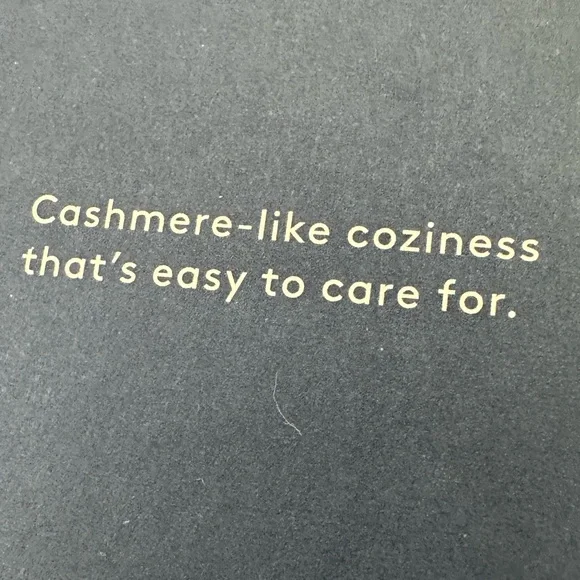 Cashmere-like coziness
that's easy to care for.